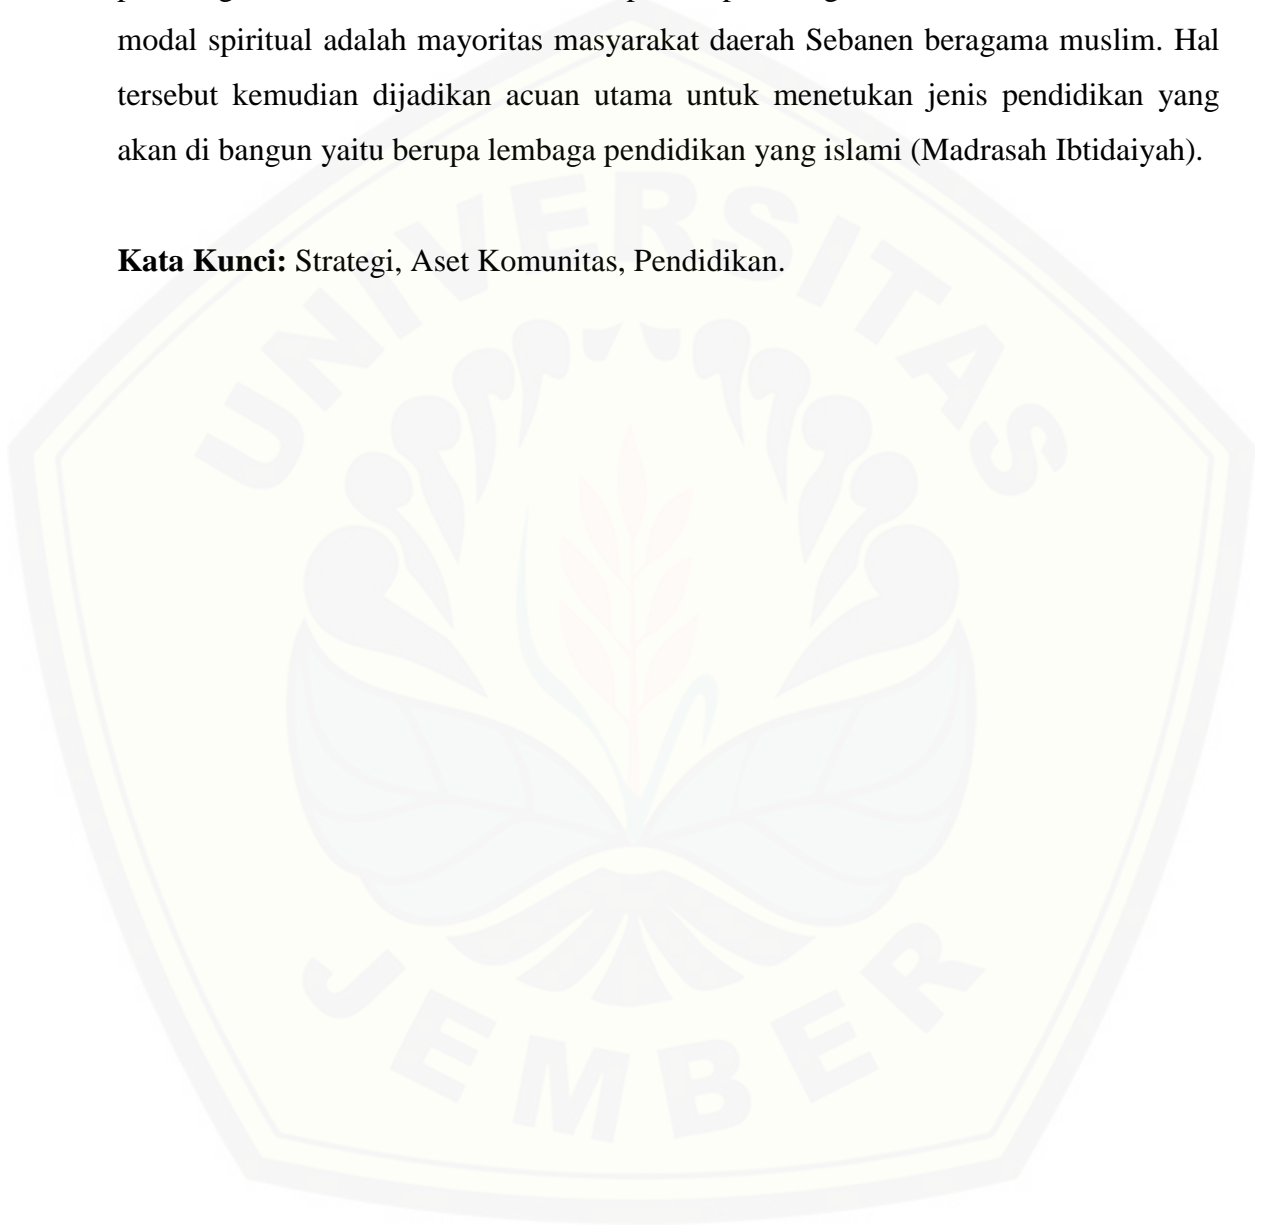 modal spiritual adalah mayoritas masyarakat daerah Sebanen beragama muslim. Hal
tersebut kemudian dijadikan acuan utama untuk menetukan jenis pendidikan yang
akan di bangun yaitu berupa lembaga pendidikan yang islami (Madrasah Ibtidaiyah).
Kata Kunci: Strategi, Aset Komunitas, Pendidikan.
UNIVERSITAS
JEMBER